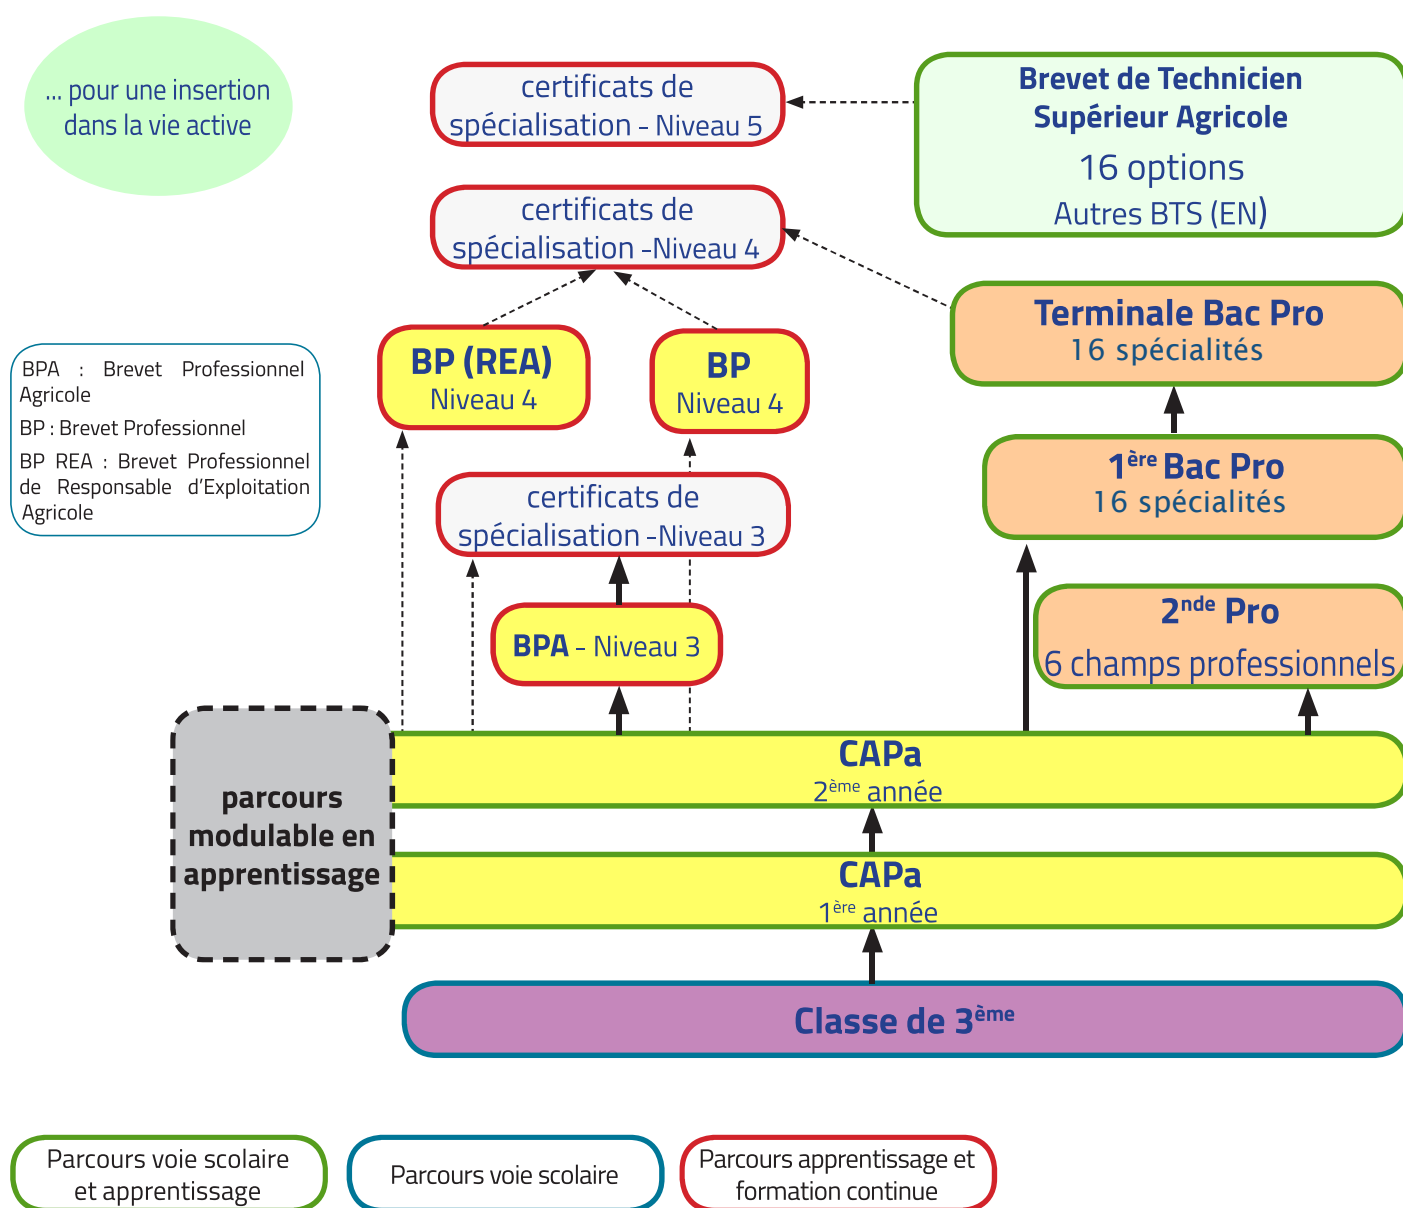 ... pour une insertion
dans la vie active
certificats de
spécialisation - Niveau 5
Brevet de Technicien
Supérieur Agricole
16 options
Autres BTS (EN)
certificats de
spécialisation -Niveau 4
Terminale Bac Pro
16 spécialités
BP (REA)
Niveau 4
BP
Niveau 4
BPA : Brevet Professionnel
Agricole
BP : Brevet Professionnel
BP REA : Brevet Professionnel
de Responsable d'Exploitation
Agricole
1ère Bac Pro
16 spécialités
certificats de
spécialisation -Niveau 3
2nde Pro
6 champs professionnels
BPA - Niveau 3
parcours
modulable en
apprentissage
CAPa
2ème année
CAPa
1ère année
Classe de 3ème
Parcours voie scolaire
et apprentissage
Parcours voie scolaire
Parcours apprentissage et
formation continue